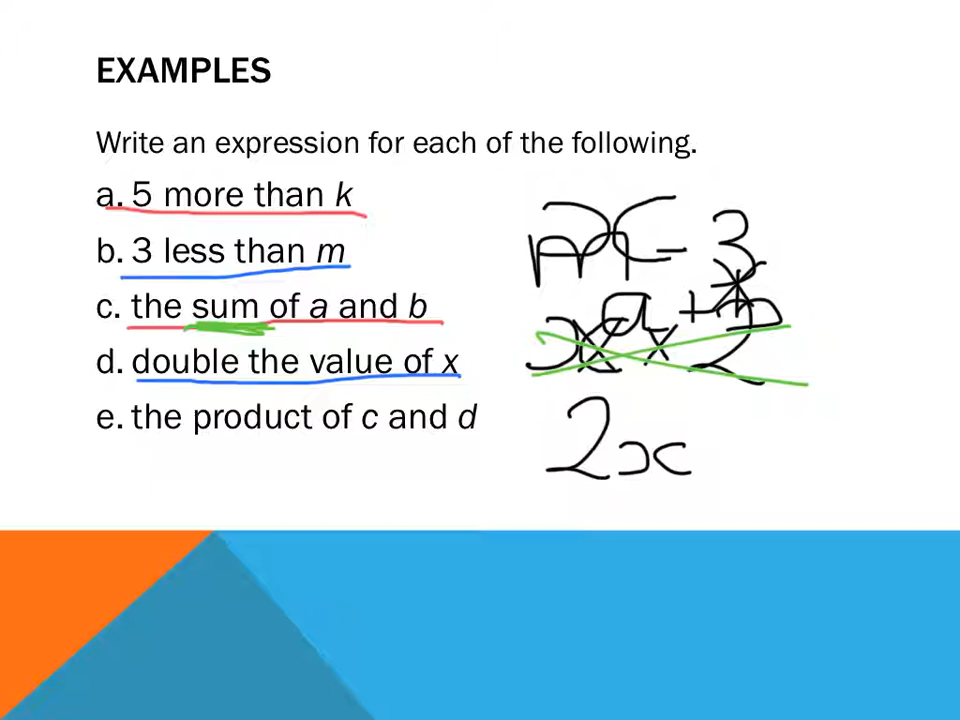 EXAMPLES
Write an expression for each of the following.
a. 5 more than k
b. 3 less than m
c. the sum of a and b
d. double the value of x
e. the product of c and d
m - 3
a + b
2x